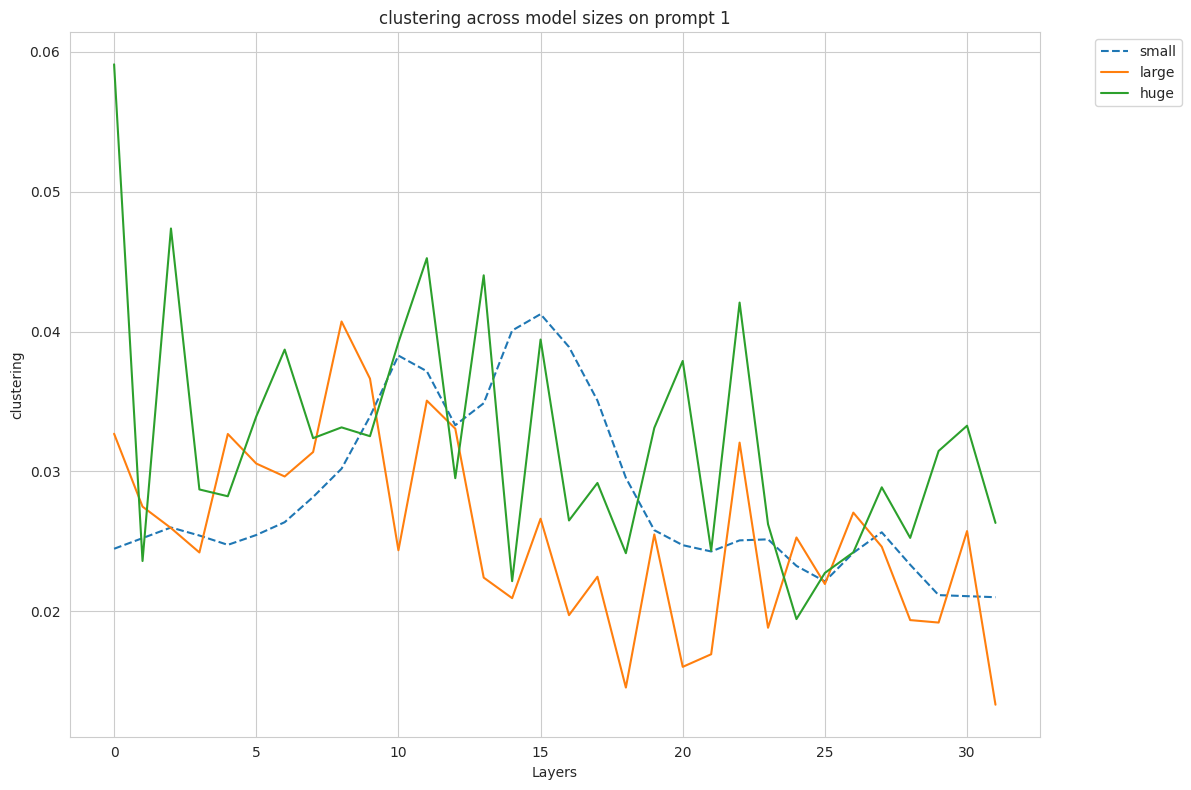 clustering across model sizes on prompt 1
small
large
huge
0.06
0.05
0.04
0.03
0.02
clustering
0 5 10 15 20 25 30
Layers